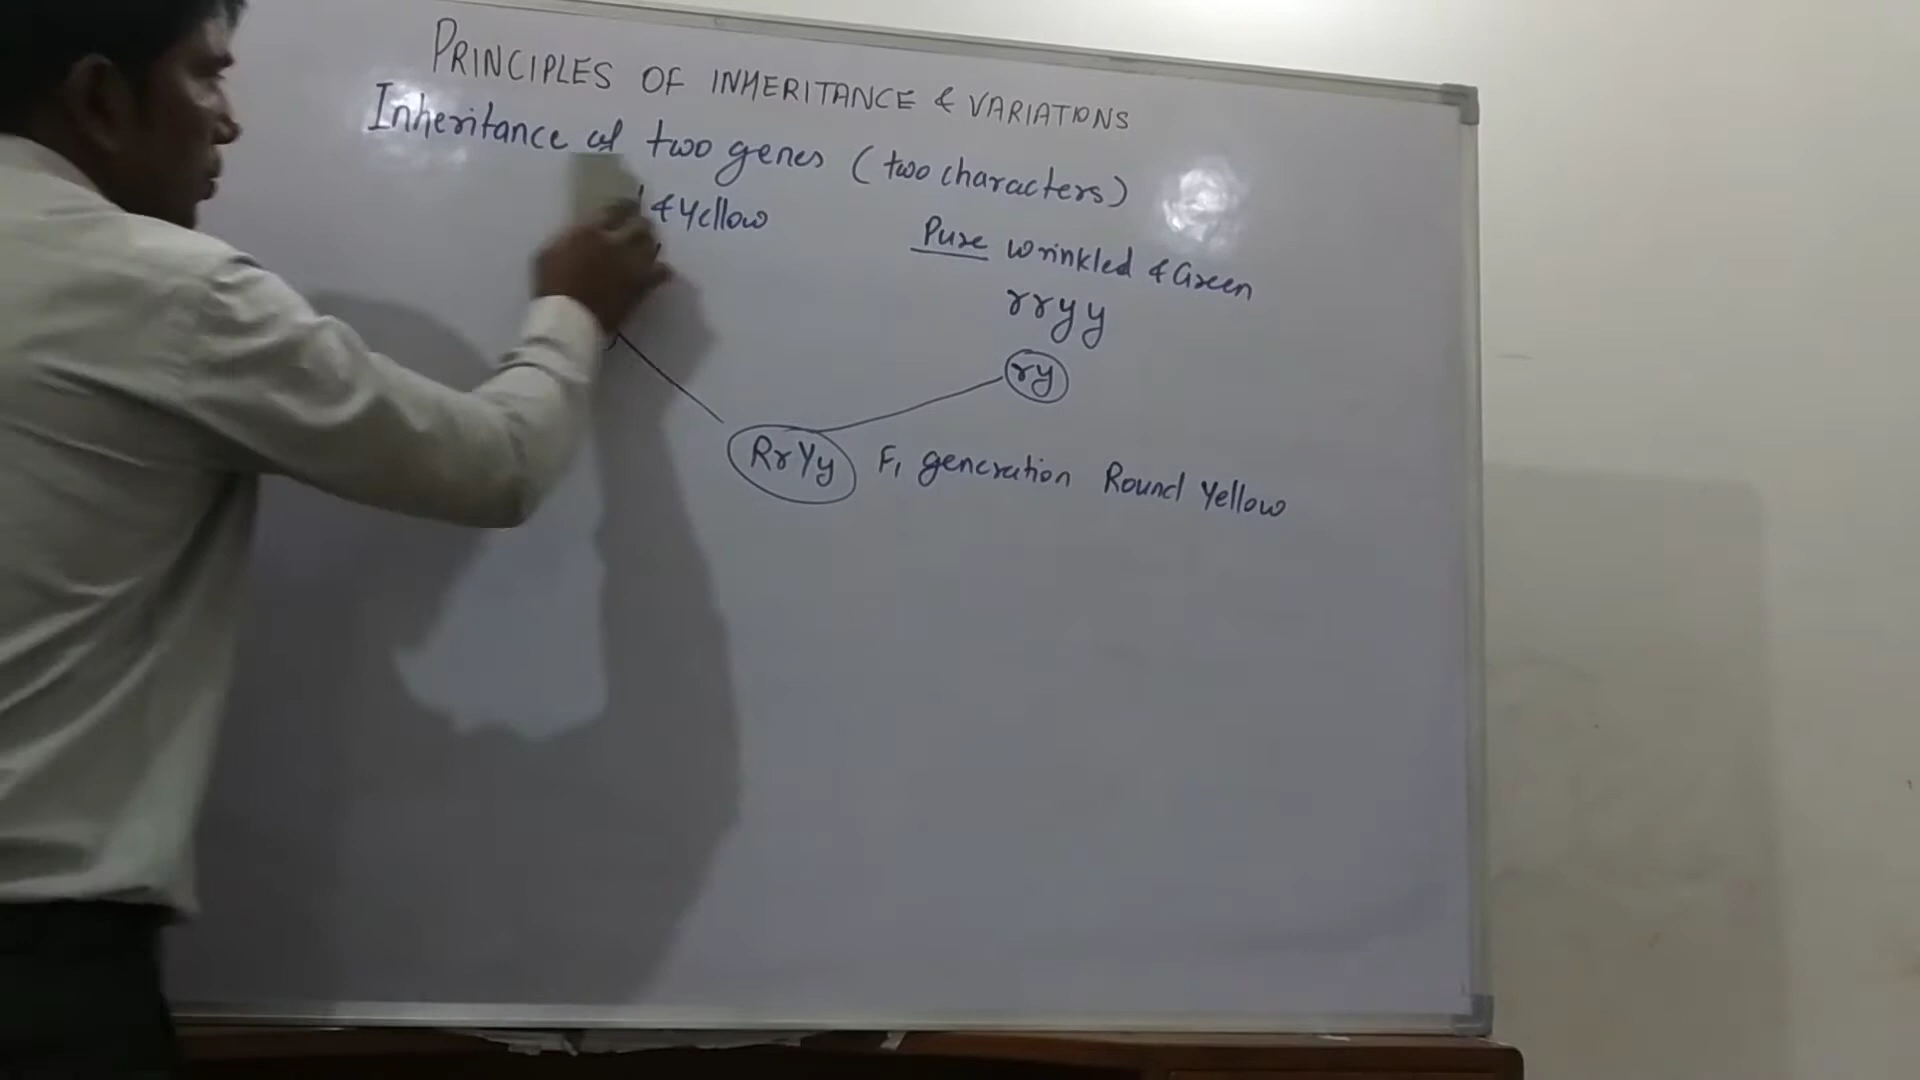 PRINCIPLES OF INHERITANCE & VARIATIONS
Inheritance of two genes (two characters)
& Yellow
Pure wrinkled & Green
rryy
ry
RrYy F1 generation Round Yellow